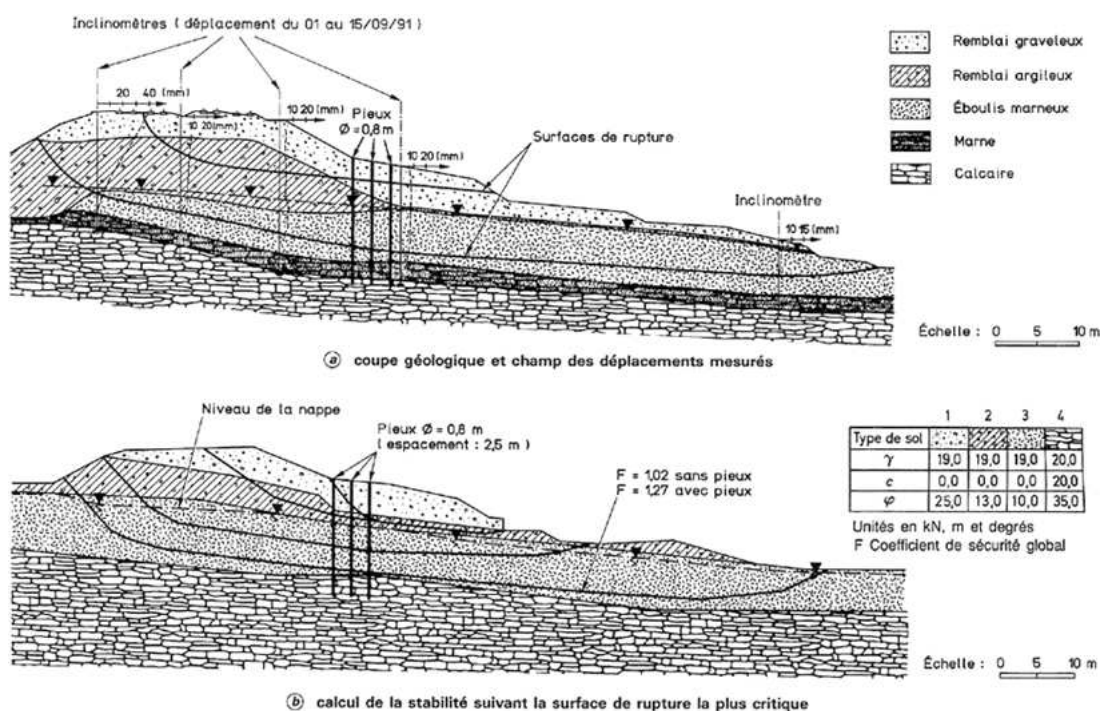 Inclinomètres ( déplacement du 01 au 15/09/91)
20 40 (mm)
10 20 (mm)
10 20 (mm)
Pieux
Ø = 0,8 m
10 20 (mm)
Surfaces de rupture
Inclinomètre
10 15 (mm)
Remblai graveleux
Remblai argileux
Éboulis marneux
Marne
Calcaire
Échelle : 0 5 10 m
a coupe géologique et champ des déplacements mesurés
Niveau de la nappe
Pieux Ø = 0,8 m
( espacement : 2,5 m )
F = 1,02 sans pieux
F = 1,27 avec pieux
1 2 3 4
Type de sol
γ 19,0 19,0 19,0 20,0
c 0,0 0,0 0,0 20,0
φ 25,0 13,0 10,0 35,0
Unités en kN, m et degrés
F Coefficient de sécurité global
Échelle : 0 5 10 m
b calcul de la stabilité suivant la surface de rupture la plus critique